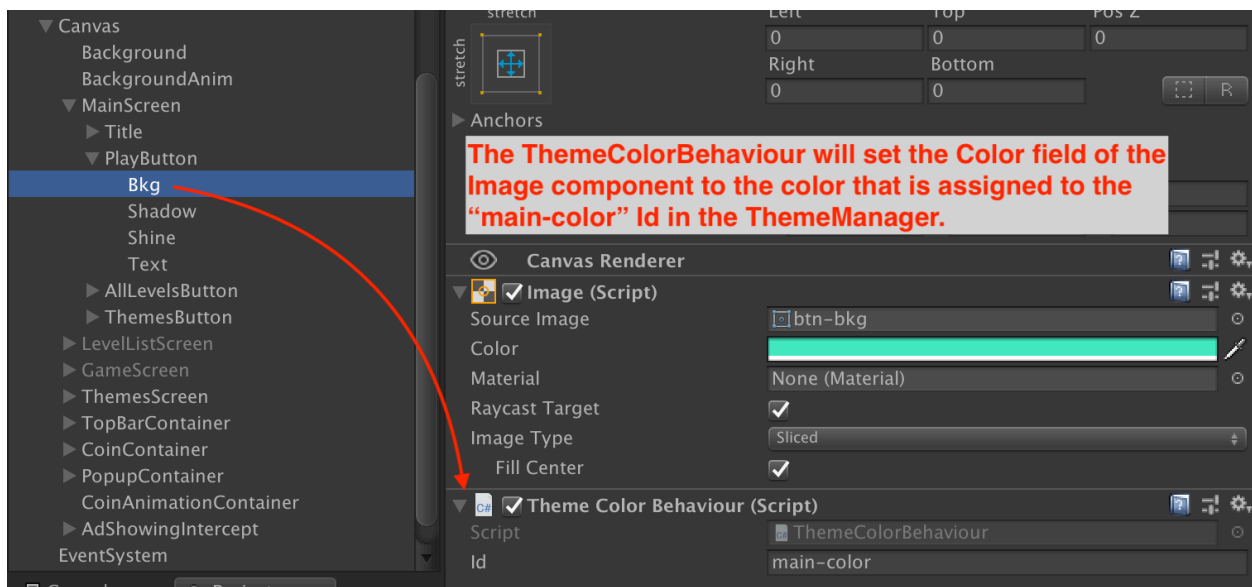 Canvas
Background
BackgroundAnim
MainScreen
Title
PlayButton
Bkg
Shadow
Shine
Text
AllLevelsButton
ThemesButton
LevelListScreen
GameScreen
ThemesScreen
TopBarContainer
CoinContainer
PopupContainer
CoinAnimationContainer
AdShowingIntercept
EventSystem
stretch Left Top Pos Z
stretch 0 0 0
Right Bottom
0 0 R
Anchors
The ThemeColorBehaviour will set the Color field of the
Image component to the color that is assigned to the
“main-color” Id in the ThemeManager.
Canvas Renderer
Image (Script)
Source Image btn-bkg
Color
Material None (Material)
Raycast Target
Image Type Sliced
Fill Center
C# Theme Color Behaviour (Script)
Script ThemeColorBehaviour
Id main-color